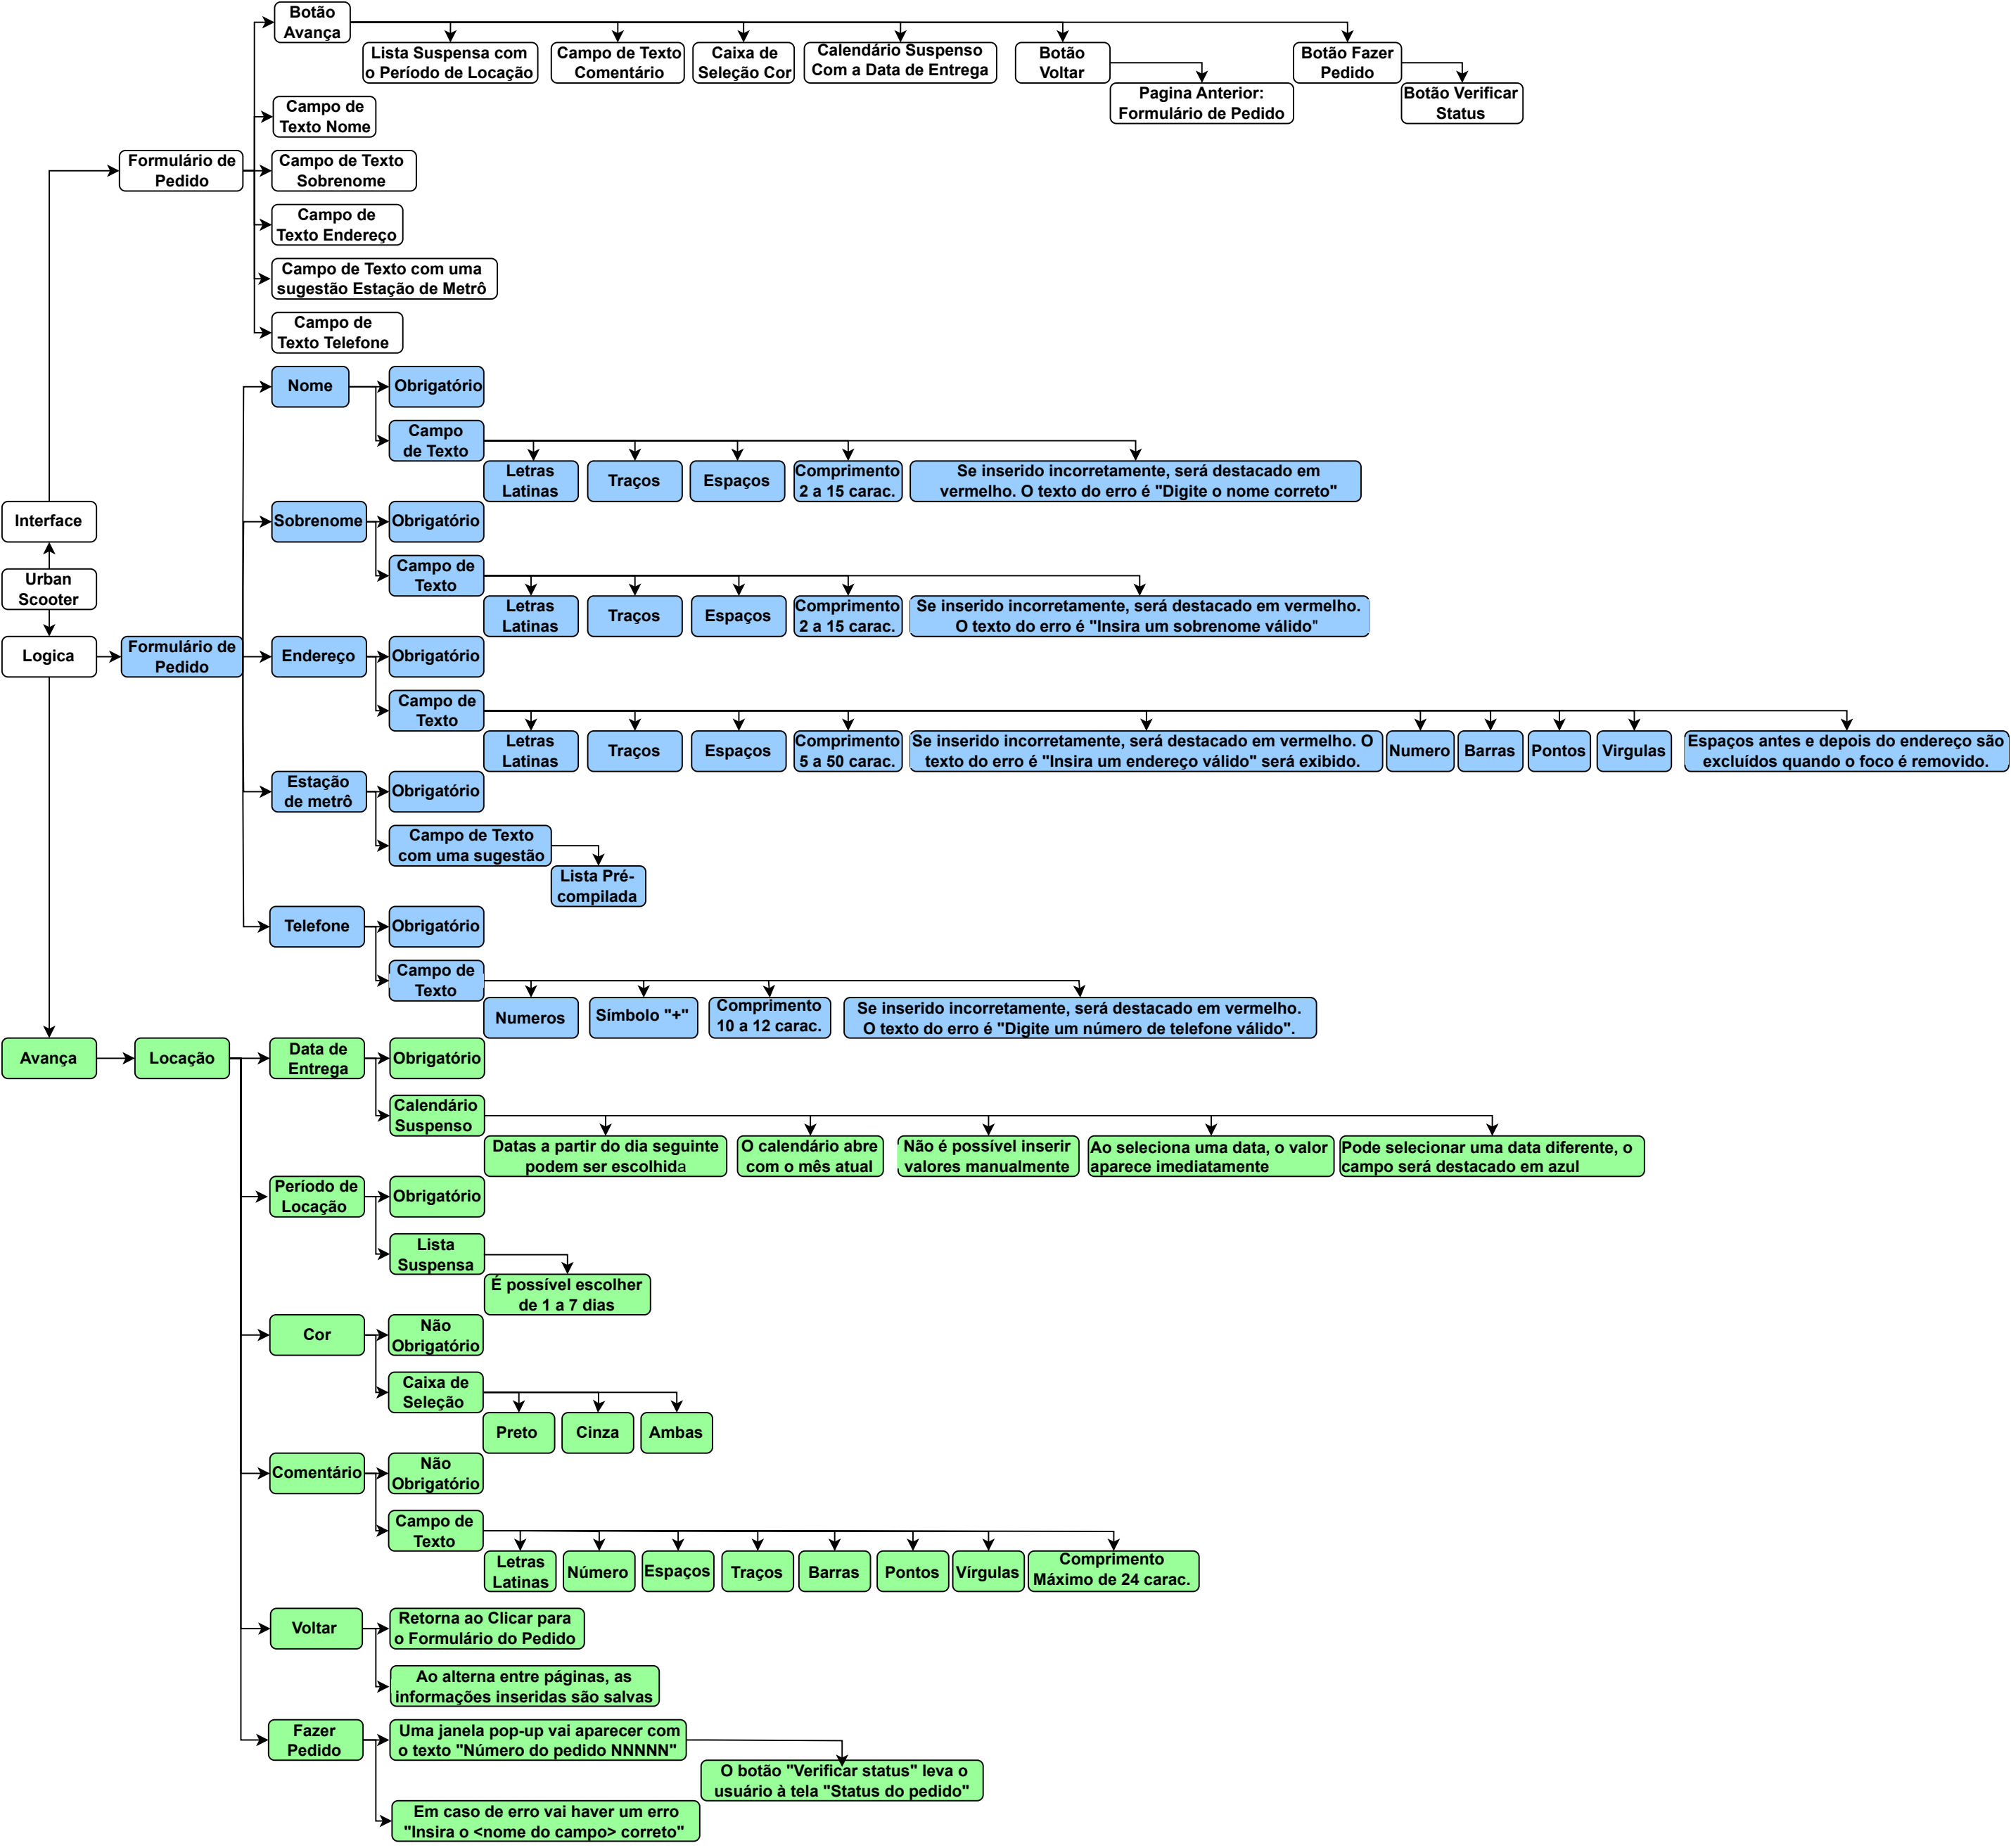 Botão
Avança
Lista Suspensa com
o Período de Locação
Campo de Texto
Comentário
Caixa de
Seleção Cor
Calendário Suspenso
Com a Data de Entrega
Botão
Voltar
Botão Fazer
Pedido
Pagina Anterior:
Formulário de Pedido
Botão Verificar
Status
Campo de
Texto Nome
Formulário de
Pedido
Campo de Texto
Sobrenome
Campo de
Texto Endereço
Campo de Texto com uma
sugestão Estação de Metrô
Campo de
Texto Telefone
Nome
Obrigatório
Campo
de Texto
Letras
Latinas
Traços
Espaços
Comprimento
2 a 15 carac.
Se inserido incorretamente, será destacado em
vermelho. O texto do erro é "Digite o nome correto"
Interface
Sobrenome
Obrigatório
Campo de
Texto
Urban
Scooter
Letras
Latinas
Traços
Espaços
Comprimento
2 a 15 carac.
Se inserido incorretamente, será destacado em vermelho.
O texto do erro é "Insira um sobrenome válido"
Logica
Formulário de
Pedido
Endereço
Obrigatório
Campo de
Texto
Letras
Latinas
Traços
Espaços
Comprimento
5 a 50 carac.
Se inserido incorretamente, será destacado em vermelho. O
texto do erro é "Insira um endereço válido" será exibido.
Numero
Barras
Pontos
Virgulas
Espaços antes e depois do endereço são
excluídos quando o foco é removido.
Estação
de metrô
Obrigatório
Campo de Texto
com uma sugestão
Lista Pré-
compilada
Telefone
Obrigatório
Campo de
Texto
Numeros
Símbolo "+"
Comprimento
10 a 12 carac.
Se inserido incorretamente, será destacado em vermelho.
O texto do erro é "Digite um número de telefone válido".
Avança
Locação
Data de
Entrega
Obrigatório
Calendário
Suspenso
Datas a partir do dia seguinte
podem ser escolhida
O calendário abre
com o mês atual
Não é possível inserir
valores manualmente
Ao seleciona uma data, o valor
aparece imediatamente
Pode selecionar uma data diferente, o
campo será destacado em azul
Período de
Locação
Obrigatório
Lista
Suspensa
É possível escolher
de 1 a 7 dias
Cor
Não
Obrigatório
Caixa de
Seleção
Preto
Cinza
Ambas
Comentário
Não
Obrigatório
Campo de
Texto
Letras
Latinas
Número
Espaços
Traços
Barras
Pontos
Vírgulas
Comprimento
Máximo de 24 carac.
Voltar
Retorna ao Clicar para
o Formulário do Pedido
Ao alterna entre páginas, as
informações inseridas são salvas
Fazer
Pedido
Uma janela pop-up vai aparecer com
o texto "Número do pedido NNNNN"
O botão "Verificar status" leva o
usuário à tela "Status do pedido"
Em caso de erro vai haver um erro
"Insira o <nome do campo> correto"